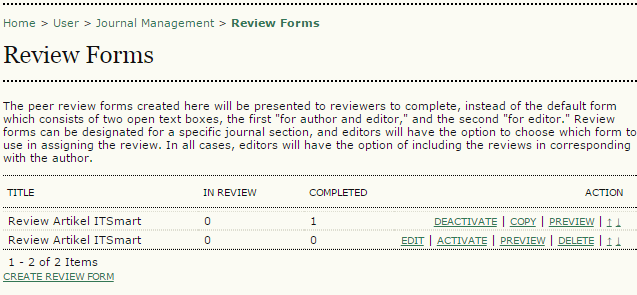 Home > User > Journal Management > Review Forms
Review Forms
The peer review forms created here will be presented to reviewers to complete, instead of the default form
which consists of two open text boxes, the first "for author and editor," and the second "for editor." Review
forms can be designated for a specific journal section, and editors will have the option to choose which form to
use in assigning the review. In all cases, editors will have the option of including the reviews in corresponding
with the author.
TITLE IN REVIEW COMPLETED ACTION
Review Artikel ITSmart 0 1 DEACTIVATE | COPY | PREVIEW | ↑ ↓
Review Artikel ITSmart 0 0 EDIT | ACTIVATE | PREVIEW | DELETE | ↑ ↓
1 - 2 of 2 Items
CREATE REVIEW FORM